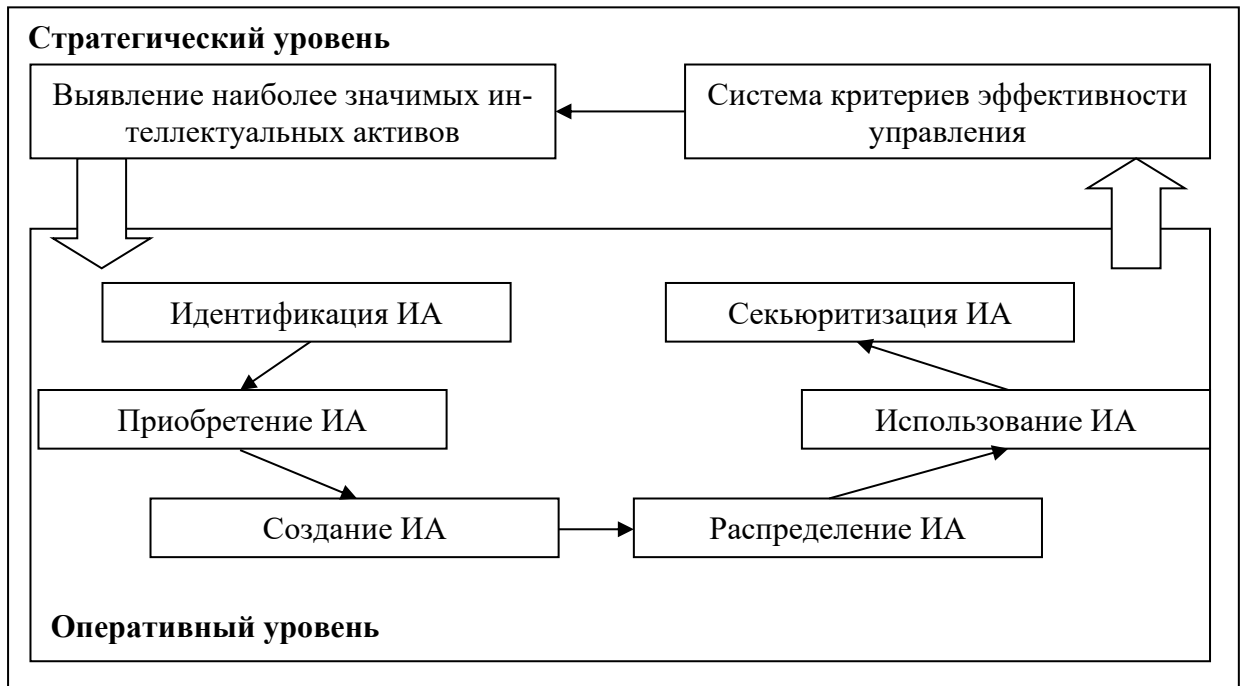 Стратегический уровень
Выявление наиболее значимых ин-
теллектуальных активов
Система критериев эффективности
управления
Идентификация ИА
Секьюритизация ИА
Приобретение ИА
Использование ИА
Создание ИА
Распределение ИА
Оперативный уровень